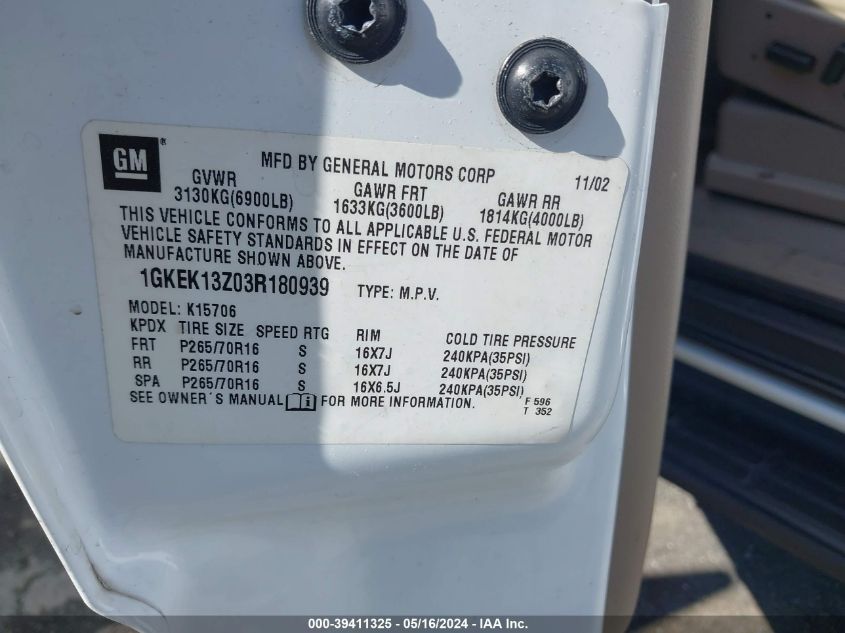 GM ® MFD BY GENERAL MOTORS CORP 11/02
GVWR GAWR FRT GAWR RR
3130KG(6900LB) 1633KG(3600LB) 1814KG(4000LB)
THIS VEHICLE CONFORMS TO ALL APPLICABLE U.S. FEDERAL MOTOR
VEHICLE SAFETY STANDARDS IN EFFECT ON THE DATE OF
MANUFACTURE SHOWN ABOVE.
1GKEK13Z03R180939 TYPE: M.P.V.
MODEL: K15706
KPDX TIRE SIZE SPEED RTG RIM COLD TIRE PRESSURE
FRT P265/70R16 S 16X7J 240KPA(35PSI)
RR P265/70R16 S 16X7J 240KPA(35PSI)
SPA P265/70R16 S 16X6.5J 240KPA(35PSI)
SEE OWNER'S MANUAL FOR MORE INFORMATION. F 596
T 352
000-39411325 - 05/16/2024 - IAA Inc.